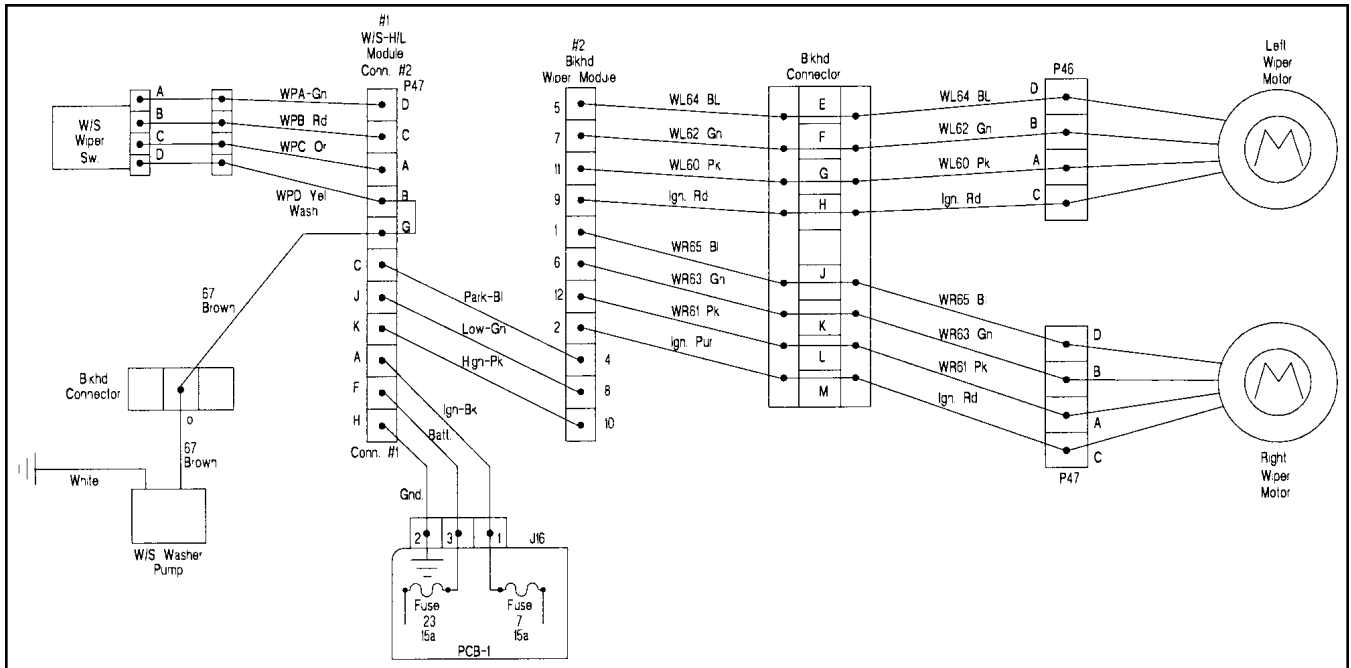 #1
W/S-H/L
Module
Conn. #2
P47
#2
Blkhd
Wiper Module
Blkhd
Connector
P46
Left
Wiper
Motor
W/S
Wiper
Sw.
A
B
C
D
WPA-Gn
WPB Rd
WPC Or
WPD Yel
Wash
D
C
A
B
G
C
J
K
A
F
H
Conn. #1
67
Brown
Blkhd
Connector
o
67
Brown
White
W/S Washer
Pump
Park-Bl
Low-Gn
High-Pk
Ign-Bk
Batt.
Gnd.
5
7
11
9
1
6
12
2
4
8
10
WL64 BL
WL62 Gn
WL60 Pk
Ign. Rd
WR65 Bl
WR63 Gn
WR61 Pk
Ign. Pur
E
F
G
H
J
K
L
M
WL64 BL
WL62 Gn
WL60 Pk
Ign. Rd
WR65 Bl
WR63 Gn
WR61 Pk
Ign. Rd
D
B
A
C
D
B
A
C
P47
Right
Wiper
Motor
2
3
1
J16
Fuse
23
15a
Fuse
7
15a
PCB-1